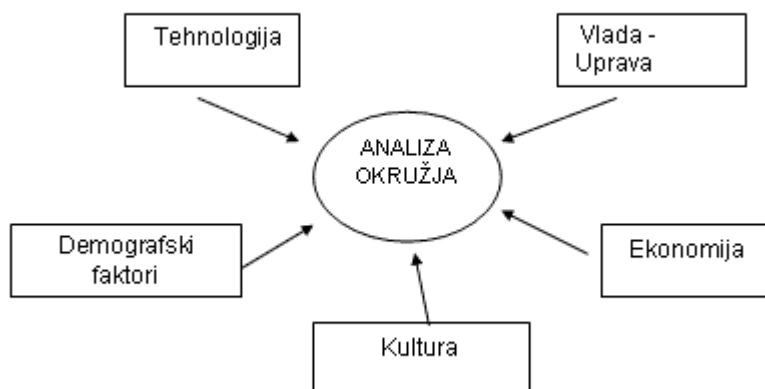 Tehnologija
Vlada -
Uprava
ANALIZA
OKRUŽJA
Demografski
faktori
Ekonomija
Kultura